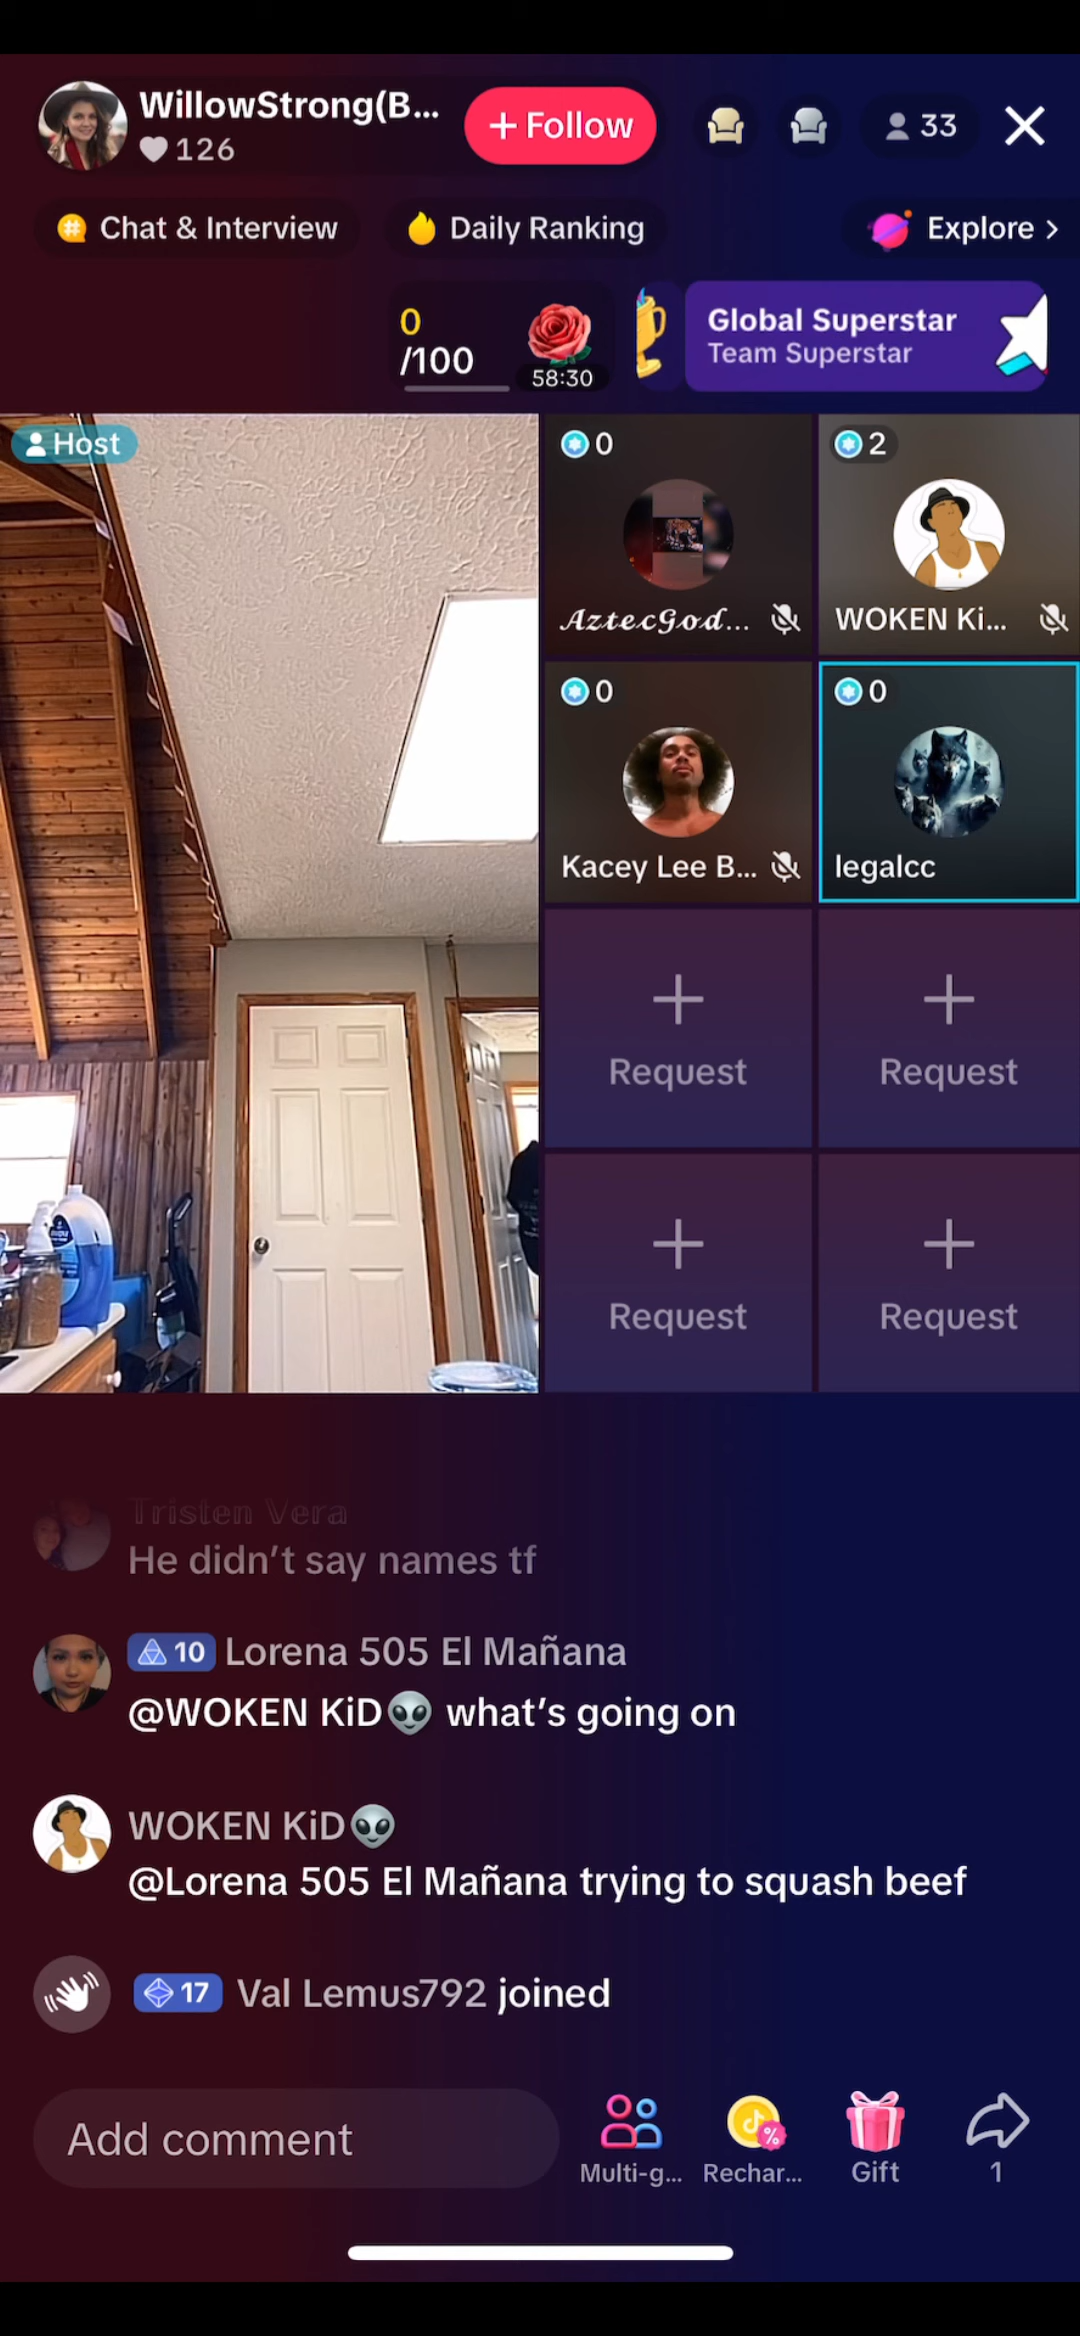 WillowStrong(B...
126
+ Follow
33
Chat & Interview
Daily Ranking
Explore >
0
/100
58:30
Global Superstar
Team Superstar
Host
0
2
AztecGod...
WOKEN Ki...
0
0
Kacey Lee B...
legalcc
Request
Request
Request
Request
Tristen Vera
He didn't say names tf
10 Lorena 505 El Mañana
@WOKEN KiD👽 what's going on
WOKEN KiD👽
@Lorena 505 El Mañana trying to squash beef
17 Val Lemus792 joined
Add comment
Multi-g...
Rechar...
Gift
1